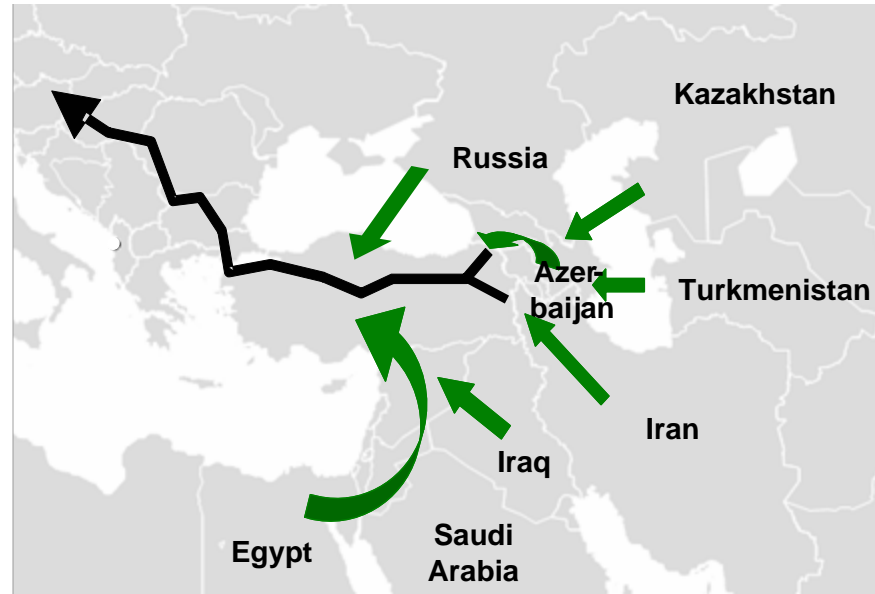 Kazakhstan
Russia
Azer-
baijan
Turkmenistan
Iran
Iraq
Egypt
Saudi
Arabia